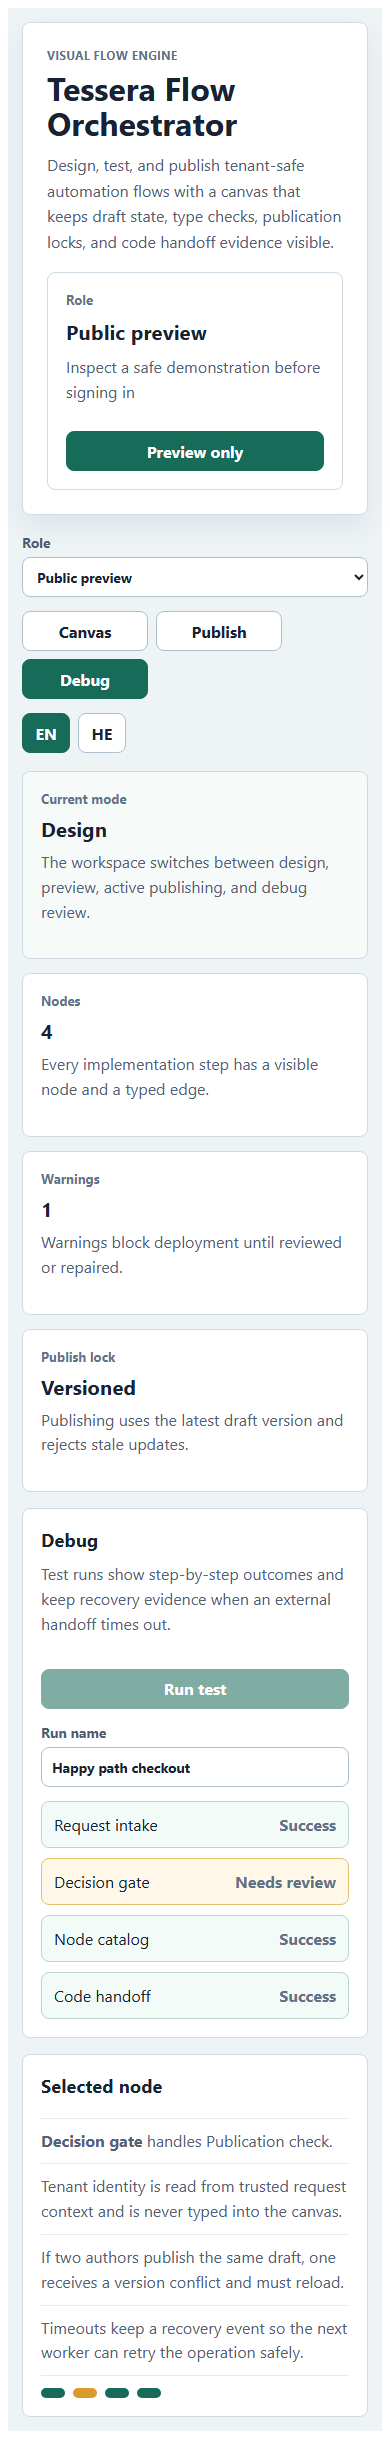 VISUAL FLOW ENGINE
Tessera Flow
Orchestrator
Design, test, and publish tenant-safe
automation flows with a canvas that
keeps draft state, type checks, publication
locks, and code handoff evidence visible.
Role
Public preview
Inspect a safe demonstration before
signing in
Preview only
Role
Public preview
Canvas
Publish
Debug
EN
HE
Current mode
Design
The workspace switches between design,
preview, active publishing, and debug
review.
Nodes
4
Every implementation step has a visible
node and a typed edge.
Warnings
1
Warnings block deployment until reviewed
or repaired.
Publish lock
Versioned
Publishing uses the latest draft version and
rejects stale updates.
Debug
Test runs show step-by-step outcomes and
keep recovery evidence when an external
handoff times out.
Run test
Run name
Happy path checkout
Request intake Success
Decision gate Needs review
Node catalog Success
Code handoff Success
Selected node
Decision gate handles Publication check.
Tenant identity is read from trusted request
context and is never typed into the canvas.
If two authors publish the same draft, one
receives a version conflict and must reload.
Timeouts keep a recovery event so the next
worker can retry the operation safely.